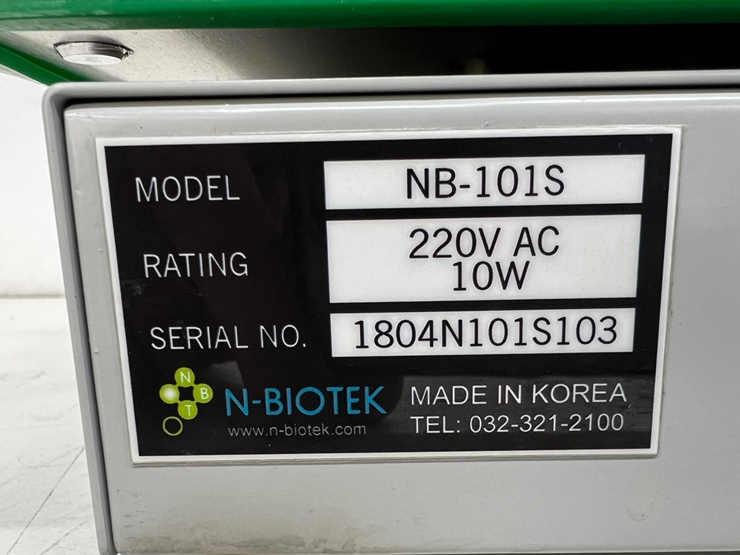 MODEL NB-101S
RATING 220V AC
10W
SERIAL NO. 1804N101S103
N
B
T
N-BIOTEK MADE IN KOREA
www.n-biotek.com TEL: 032-321-2100